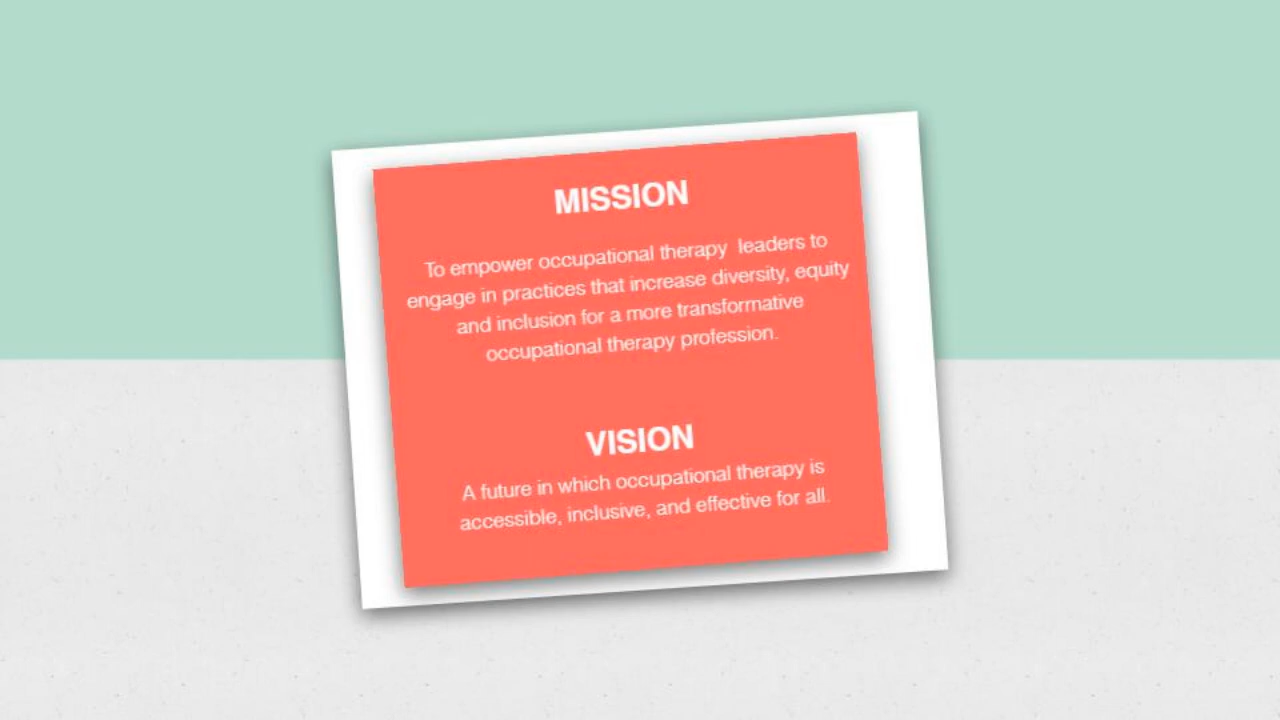 MISSION
To empower occupational therapy leaders to
engage in practices that increase diversity, equity
and inclusion for a more transformative
occupational therapy profession.
VISION
A future in which occupational therapy is
accessible, inclusive, and effective for all.